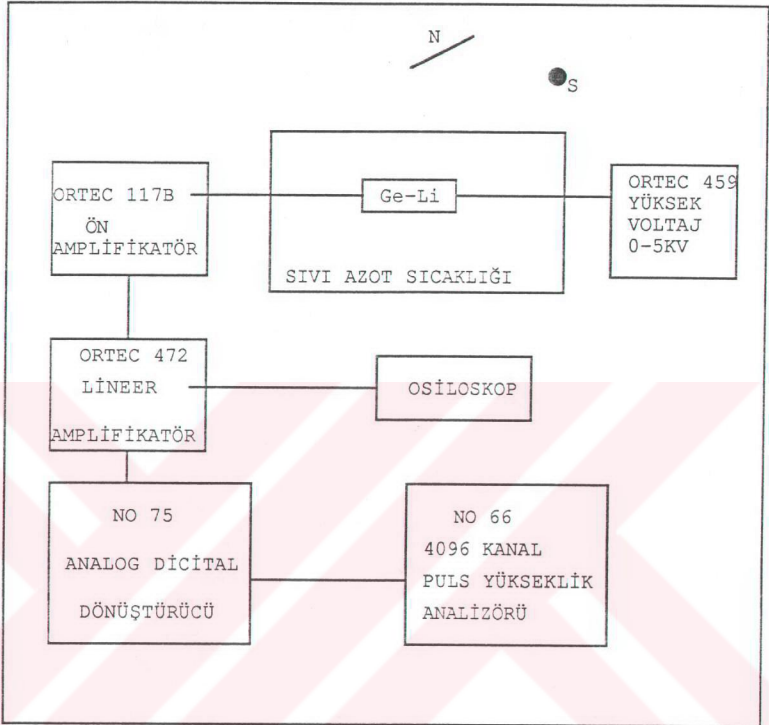 N
S
ORTEC 117B
ÖN
AMPLİFİKATÖR
Ge-Li
SIVI AZOT SICAKLIĞI
ORTEC 459
YÜKSEK
VOLTAJ
0-5KV
ORTEC 472
LİNEER
AMPLİFİKATÖR
OSİLOSKOP
NO 75
ANALOG DİCİTAL
DÖNÜŞTÜRÜCÜ
NO 66
4096 KANAL
PULS YÜKSEKLİK
ANALİZÖRÜ